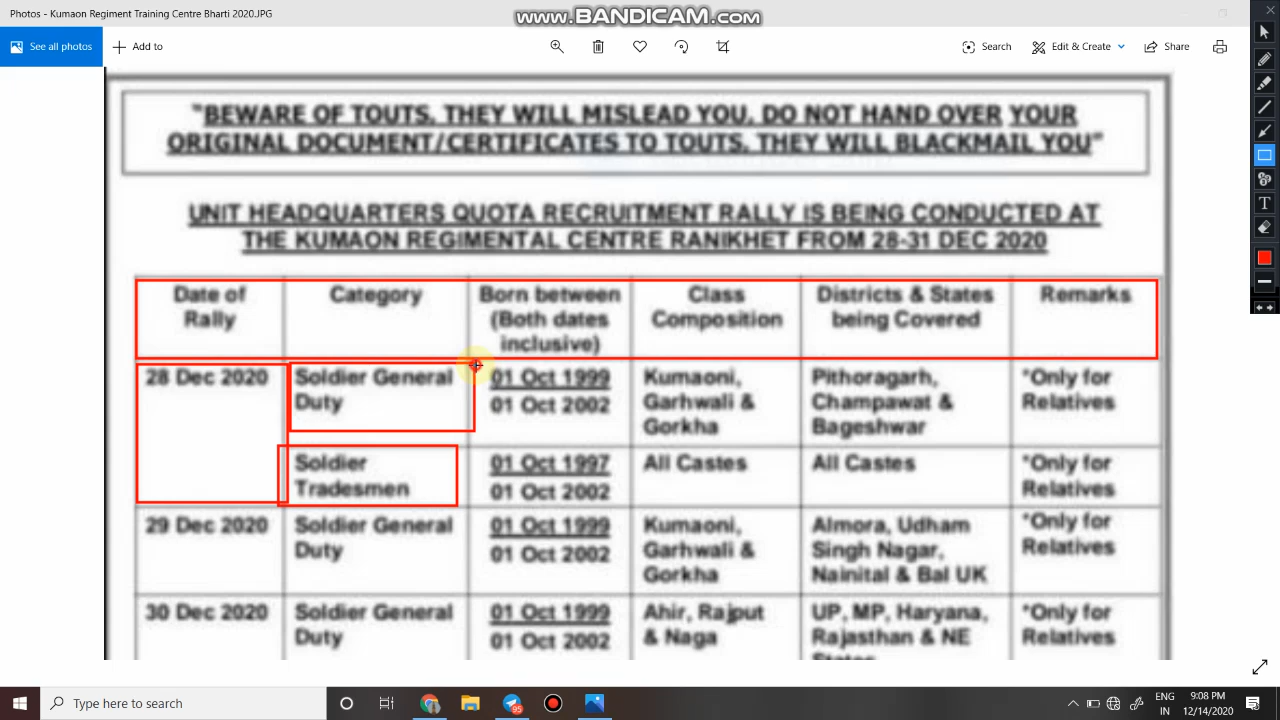 Photos - Kumaon Regiment Training Centre Bharti 2020.JPG
www.BANDICAM.com
See all photos
Add to
Search
Edit & Create
Share
"BEWARE OF TOUTS, THEY WILL MISLEAD YOU, DO NOT HAND OVER YOUR
ORIGINAL DOCUMENT/CERTIFICATES TO TOUTS, THEY WILL BLACKMAIL YOU"
UNIT HEADQUARTERS QUOTA RECRUITMENT RALLY IS BEING CONDUCTED AT
THE KUMAON REGIMENTAL CENTRE RANIKHET FROM 28-31 DEC 2020
Date of
Rally
Category
Born between
(Both dates
inclusive)
Class
Composition
Districts & States
being Covered
Remarks
28 Dec 2020
Soldier General
Duty
01 Oct 1999
01 Oct 2002
Kumaoni,
Garhwali &
Gorkha
Pithoragarh,
Champawat &
Bageshwar
*Only for
Relatives
Soldier
Tradesmen
01 Oct 1997
01 Oct 2002
All Castes
All Castes
*Only for
Relatives
29 Dec 2020
Soldier General
Duty
01 Oct 1999
01 Oct 2002
Kumaoni,
Garhwali &
Gorkha
Almora, Udham
Singh Nagar,
Nainital & Bal UK
*Only for
Relatives
30 Dec 2020
Soldier General
Duty
01 Oct 1999
01 Oct 2002
Ahir, Rajput
& Naga
UP, MP, Haryana,
Rajasthan & NE
States
*Only for
Relatives
Type here to search
95
ENG
IN
9:08 PM
12/14/2020